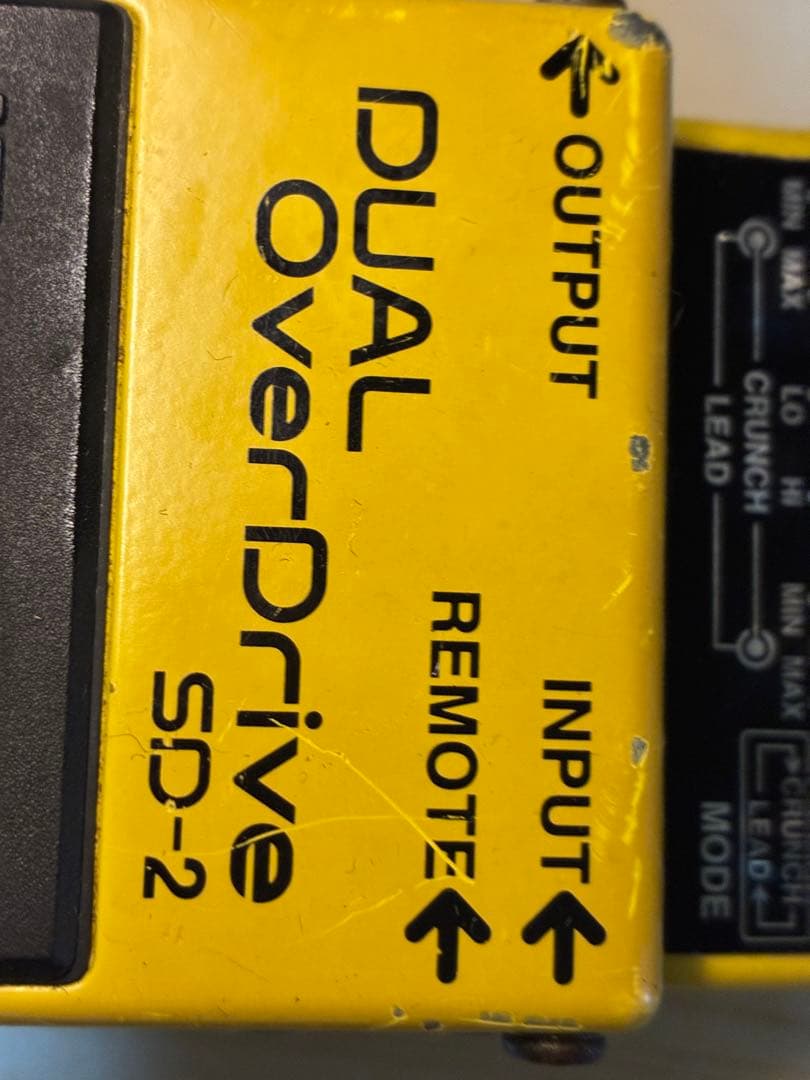 MIN MAX LO HI MIN MAX
CRUNCH
LEAD
CRUNCH
LEAD
MODE
←OUTPUT INPUT←
REMOTE←
DUAL
OverDrive
SD-2